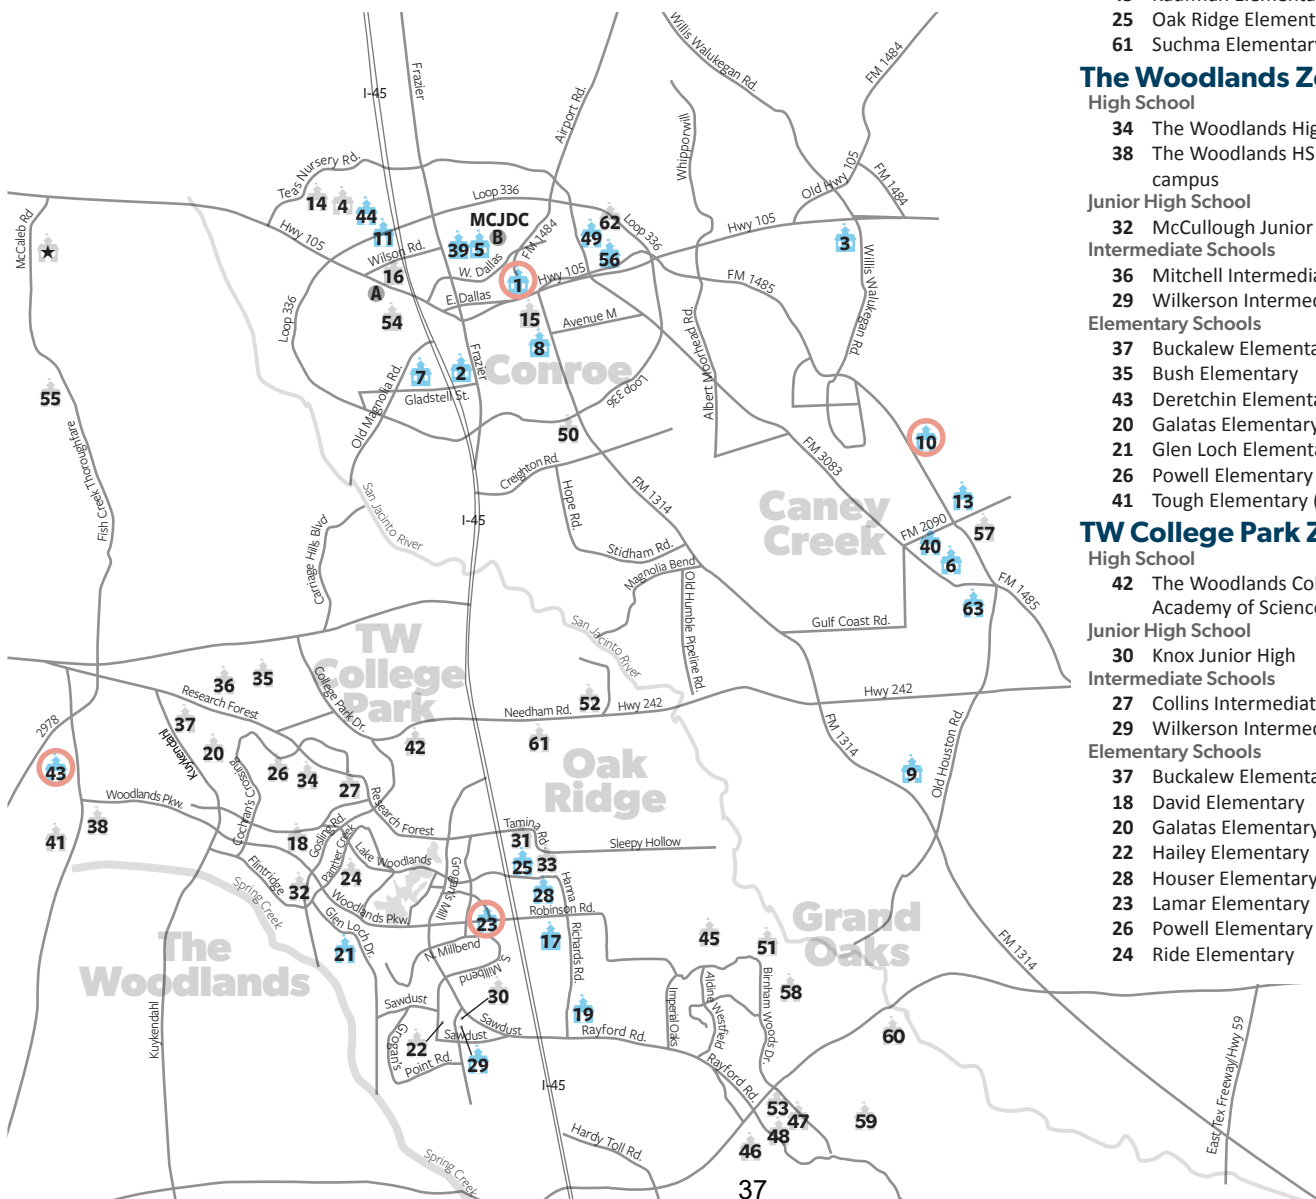 Kaufman Elementa
25 Oak Ridge Element
61 Suchma Elementary
The Woodlands Zo
High School
34 The Woodlands Hig
38 The Woodlands HS
campus
Junior High School
32 McCullough Junior
Intermediate Schools
36 Mitchell Intermedia
29 Wilkerson Intermed
Elementary Schools
37 Buckalew Elementa
35 Bush Elementary
43 Deretchin Elementa
20 Galatas Elementary
21 Glen Loch Elementa
26 Powell Elementary
41 Tough Elementary (
TW College Park Z
High School
42 The Woodlands Col
Academy of Science
Junior High School
30 Knox Junior High
Intermediate Schools
27 Collins Intermediat
29 Wilkerson Intermed
Elementary Schools
37 Buckalew Elementa
18 David Elementary
20 Galatas Elementary
22 Hailey Elementary
28 Houser Elementary
23 Lamar Elementary
26 Powell Elementary
24 Ride Elementary
Willis Walukegan Rd.
FM 1484
Frazier
I-45
Airport Rd.
Whipporwill
Teas Nursery Rd.
Loop 336
Old Hwy 105
FM 1484
14
4
44
11
MCJDC
B
39
5
FM 1484
62
49
56
Loop 336
Hwy 105
3
McCaleb Rd
★
Hwy 105
Wilson Rd.
16
A
W. Dallas
E. Dallas
1
Hwy 105
FM 1485
Willis Walukegan Rd.
Loop 336
54
15
Avenue M
8
Albert Moorhead Rd.
55
Old Magnolia Rd.
7
2
Frazier
Conroe
Gladstell St.
Loop 336
50
10
Fish Creek Thoroughfare
Creighton Rd.
Hope Rd.
FM 1314
FM 3083
Caney
Creek
13
57
FM 2090
40
6
63
FM 1485
San Jacinto River
I-45
Carriage Hills Blvd
Stidham Rd.
Magnolia Bend
Old Humble Pipeline Rd.
San Jacinto River
Gulf Coast Rd.
TW
College
Park
36
35
Research Forest
College Park Dr.
52
Needham Rd.
Hwy 242
Hwy 242
2978
37
Kuykendahl
20
42
61
FM 1314
Old Houston Rd.
43
26
34
27
Cochran's Crossing
Oak
Ridge
9
Woodlands Pkw.
41
38
18
Gosling Rd.
Panther Creek
Research Forest
Tamina Rd.
31
Sleepy Hollow
Lake Woodlands
Grogan's Mill
25
33
Flintridge
32
24
28
Hanna
Spring Creek
Woodlands Pkw.
23
Robinson Rd.
Grand
Oaks
The
Woodlands
Glen Loch Dr.
21
N. Millbend
17
Richards Rd.
45
51
FM 1314
S. Millbend
30
Aldine Westfield
Birnham Woods Dr.
58
Sawdust
Sawdust
Sawdust
19
Imperial Oaks
Kuykendahl
Grogan's
Point Rd.
22
29
Rayford Rd.
60
I-45
Rayford Rd.
53
47
59
48
46
East Tex Freeway/Hwy 59
Hardy Toll Rd.
Spring Creek
37